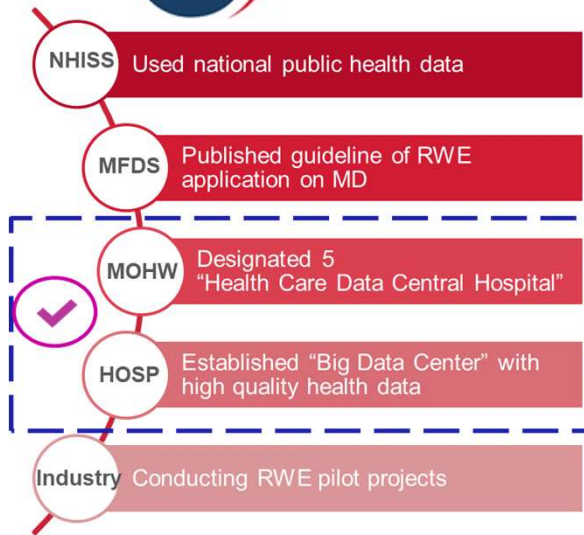 NHISS Used national public health data
MFDS Published guideline of RWE
application on MD
MOHW Designated 5
“Health Care Data Central Hospital”
HOSP Established “Big Data Center” with
high quality health data
Industry Conducting RWE pilot projects